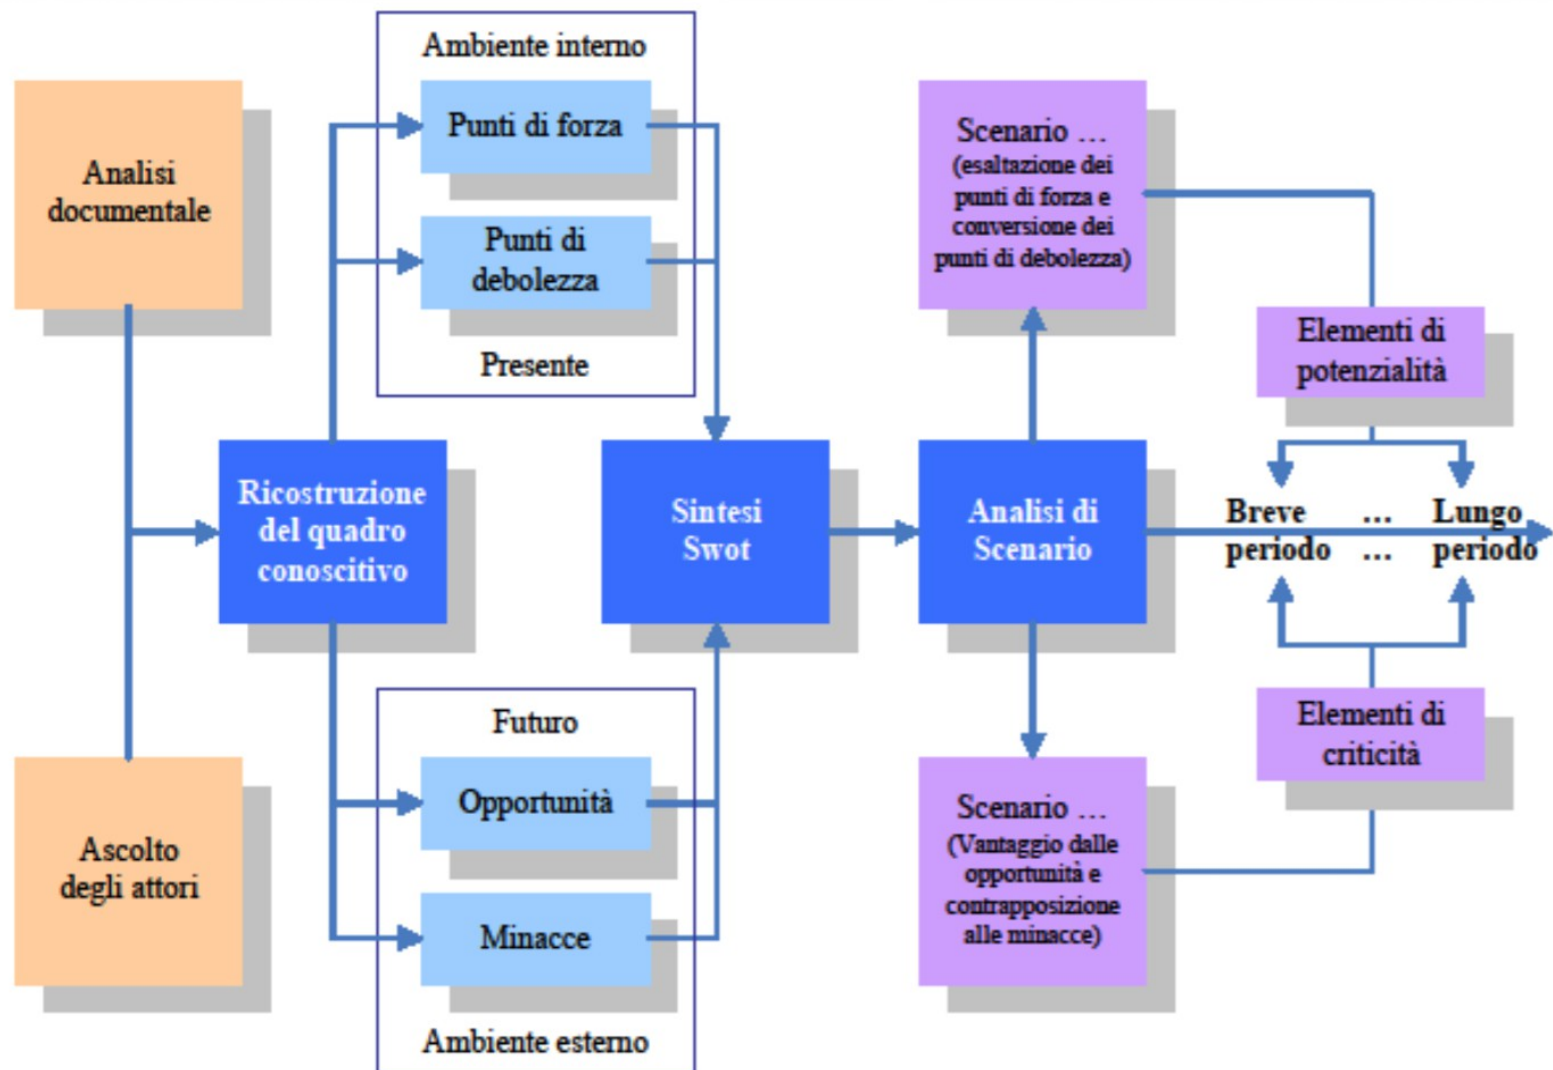 Analisi
documentale
Ascolto
degli attori
Ricostruzione
del quadro
conoscitivo
Ambiente interno
Punti di forza
Punti di
debolezza
Presente
Futuro
Opportunità
Minacce
Ambiente esterno
Sintesi
Swot
Analisi di
Scenario
Scenario ...
(esaltazione dei
punti di forza e
conversione dei
punti di debolezza)
Scenario ...
(Vantaggio dalle
opportunità e
contrapposizione
alle minacce)
Elementi di
potenzialità
Breve ... Lungo
periodo ... periodo
Elementi di
criticità